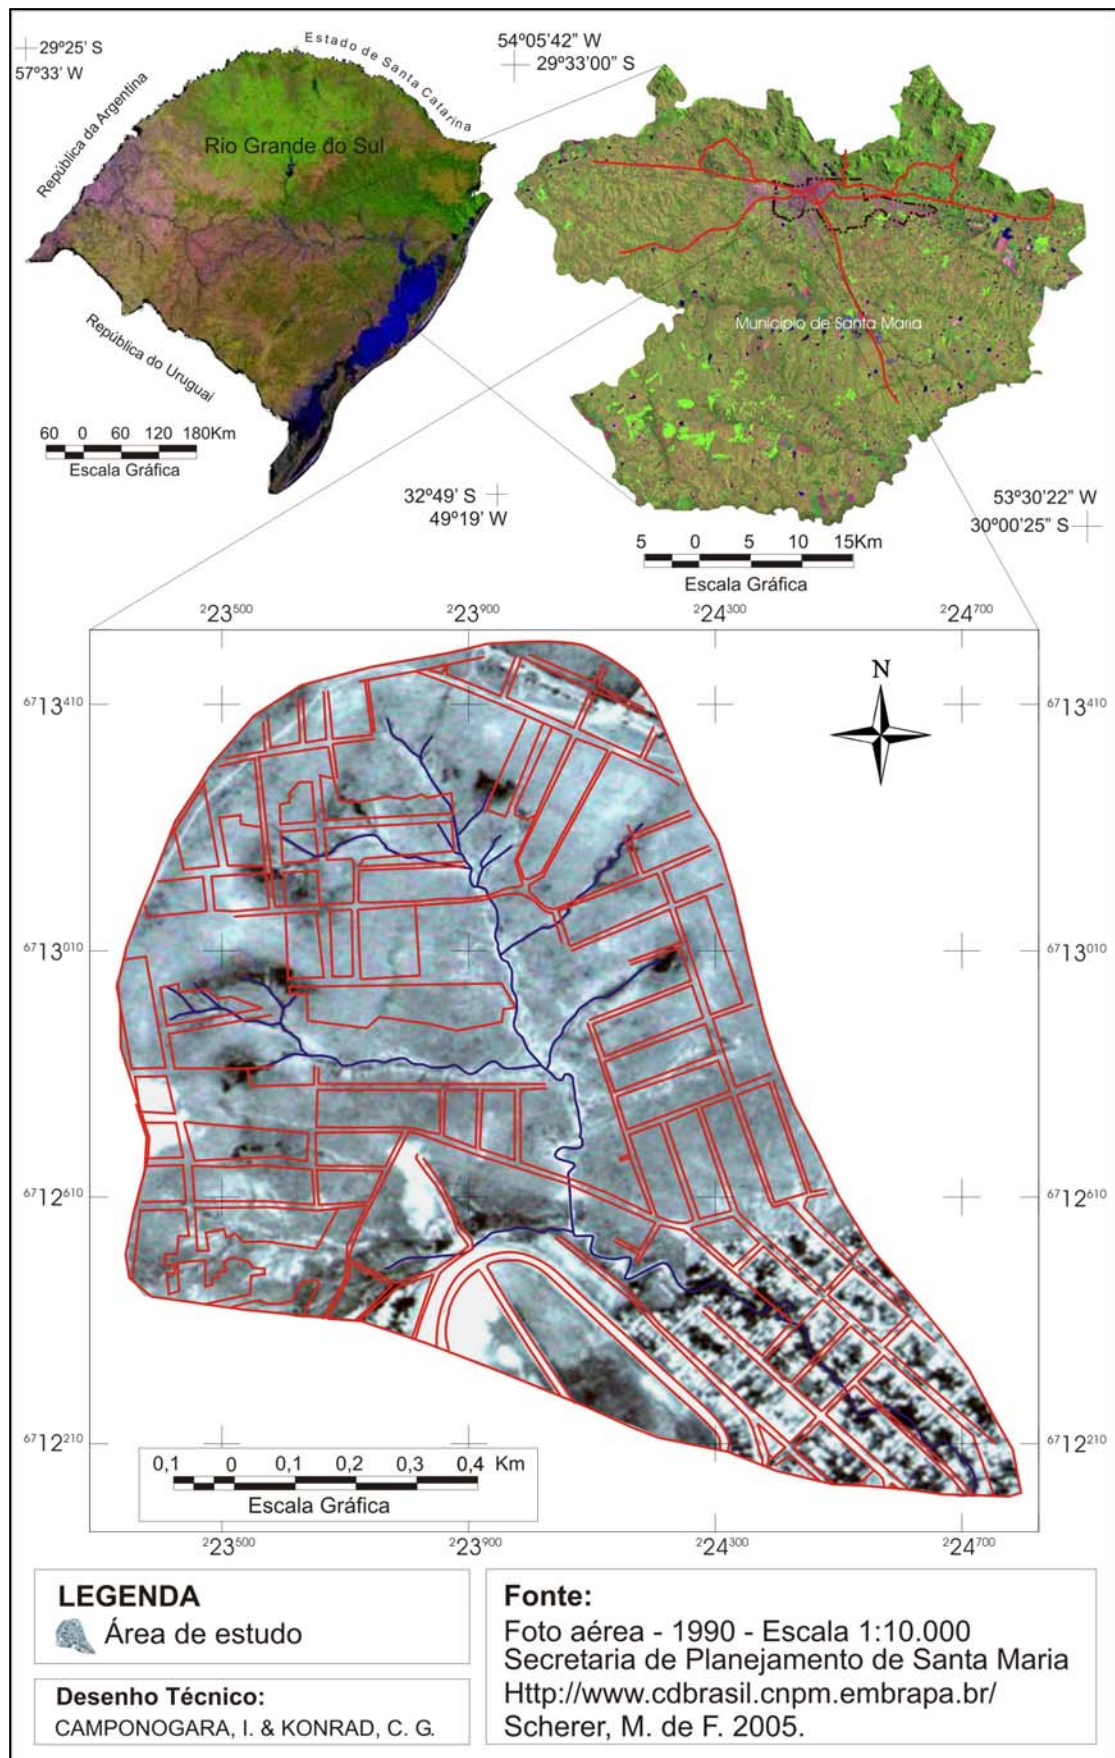 29º25' S
57º33' W
Estado de Santa Catarina
República da Argentina
Rio Grande do Sul
República do Uruguai
60 0 60 120 180Km
Escala Gráfica
32º49' S
49º19' W
54º05'42" W
29º33'00" S
Município de Santa Maria
53º30'22" W
30º00'25" S
5 0 5 10 15Km
Escala Gráfica
223500 223900 224300 224700
N
6713410 6713410
6713010 6713010
6712610 6712610
6712210 6712210
0,1 0 0,1 0,2 0,3 0,4 Km
Escala Gráfica
223500 223900 224300 224700
LEGENDA
Área de estudo
Desenho Técnico:
CAMPONOGARA, I. & KONRAD, C. G.
Fonte:
Foto aérea - 1990 - Escala 1:10.000
Secretaria de Planejamento de Santa Maria
Http://www.cdbrasil.cnpm.embrapa.br/
Scherer, M. de F. 2005.